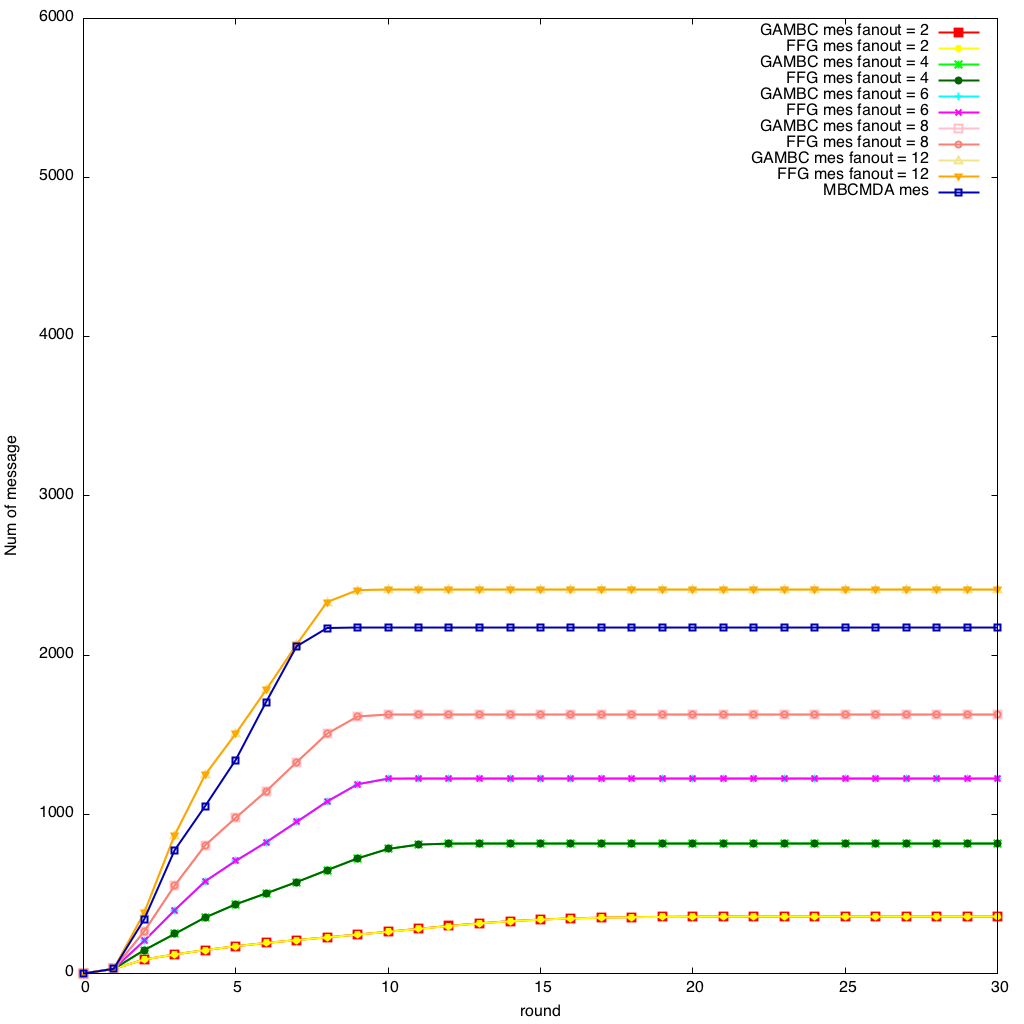 6000
5000
4000
3000
2000
1000
0
Num of message
GAMBC mes fanout = 2
FFG mes fanout = 2
GAMBC mes fanout = 4
FFG mes fanout = 4
GAMBC mes fanout = 6
FFG mes fanout = 6
GAMBC mes fanout = 8
FFG mes fanout = 8
GAMBC mes fanout = 12
FFG mes fanout = 12
MBCMDA mes
0 5 10 15 20 25 30
round